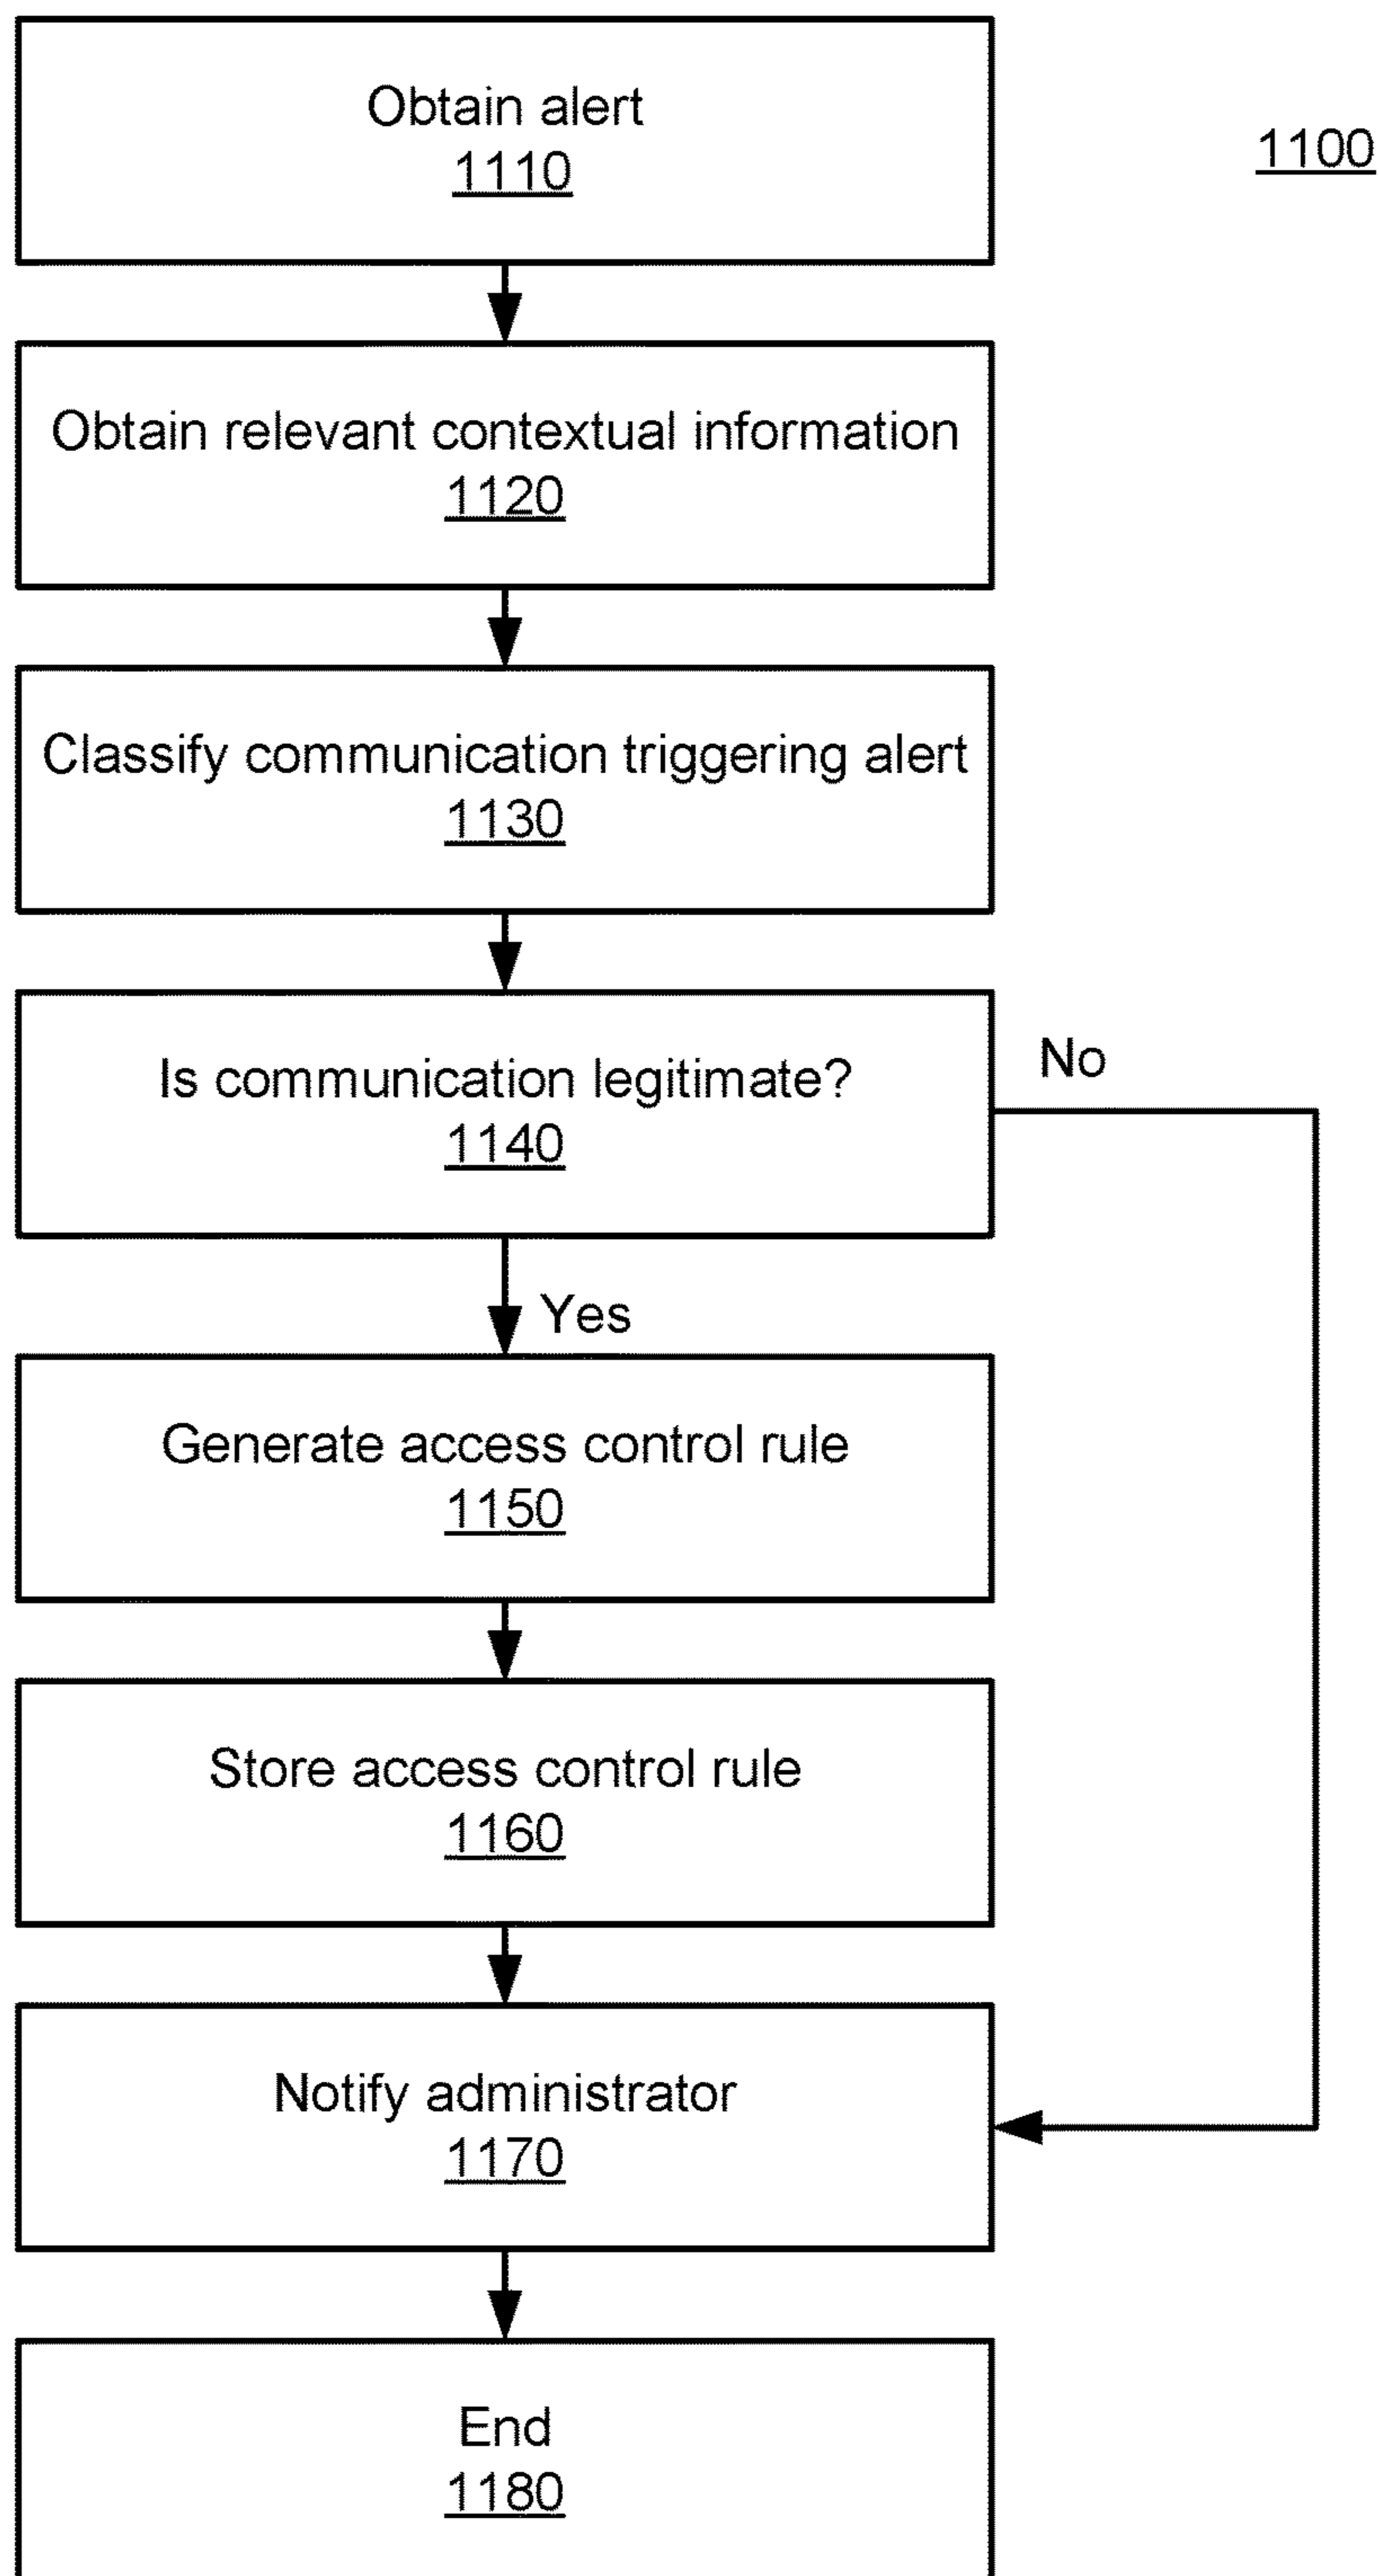 Obtain alert
1110
1100
Obtain relevant contextual information
1120
Classify communication triggering alert
1130
Is communication legitimate?
1140
No
Yes
Generate access control rule
1150
Store access control rule
1160
Notify administrator
1170
End
1180